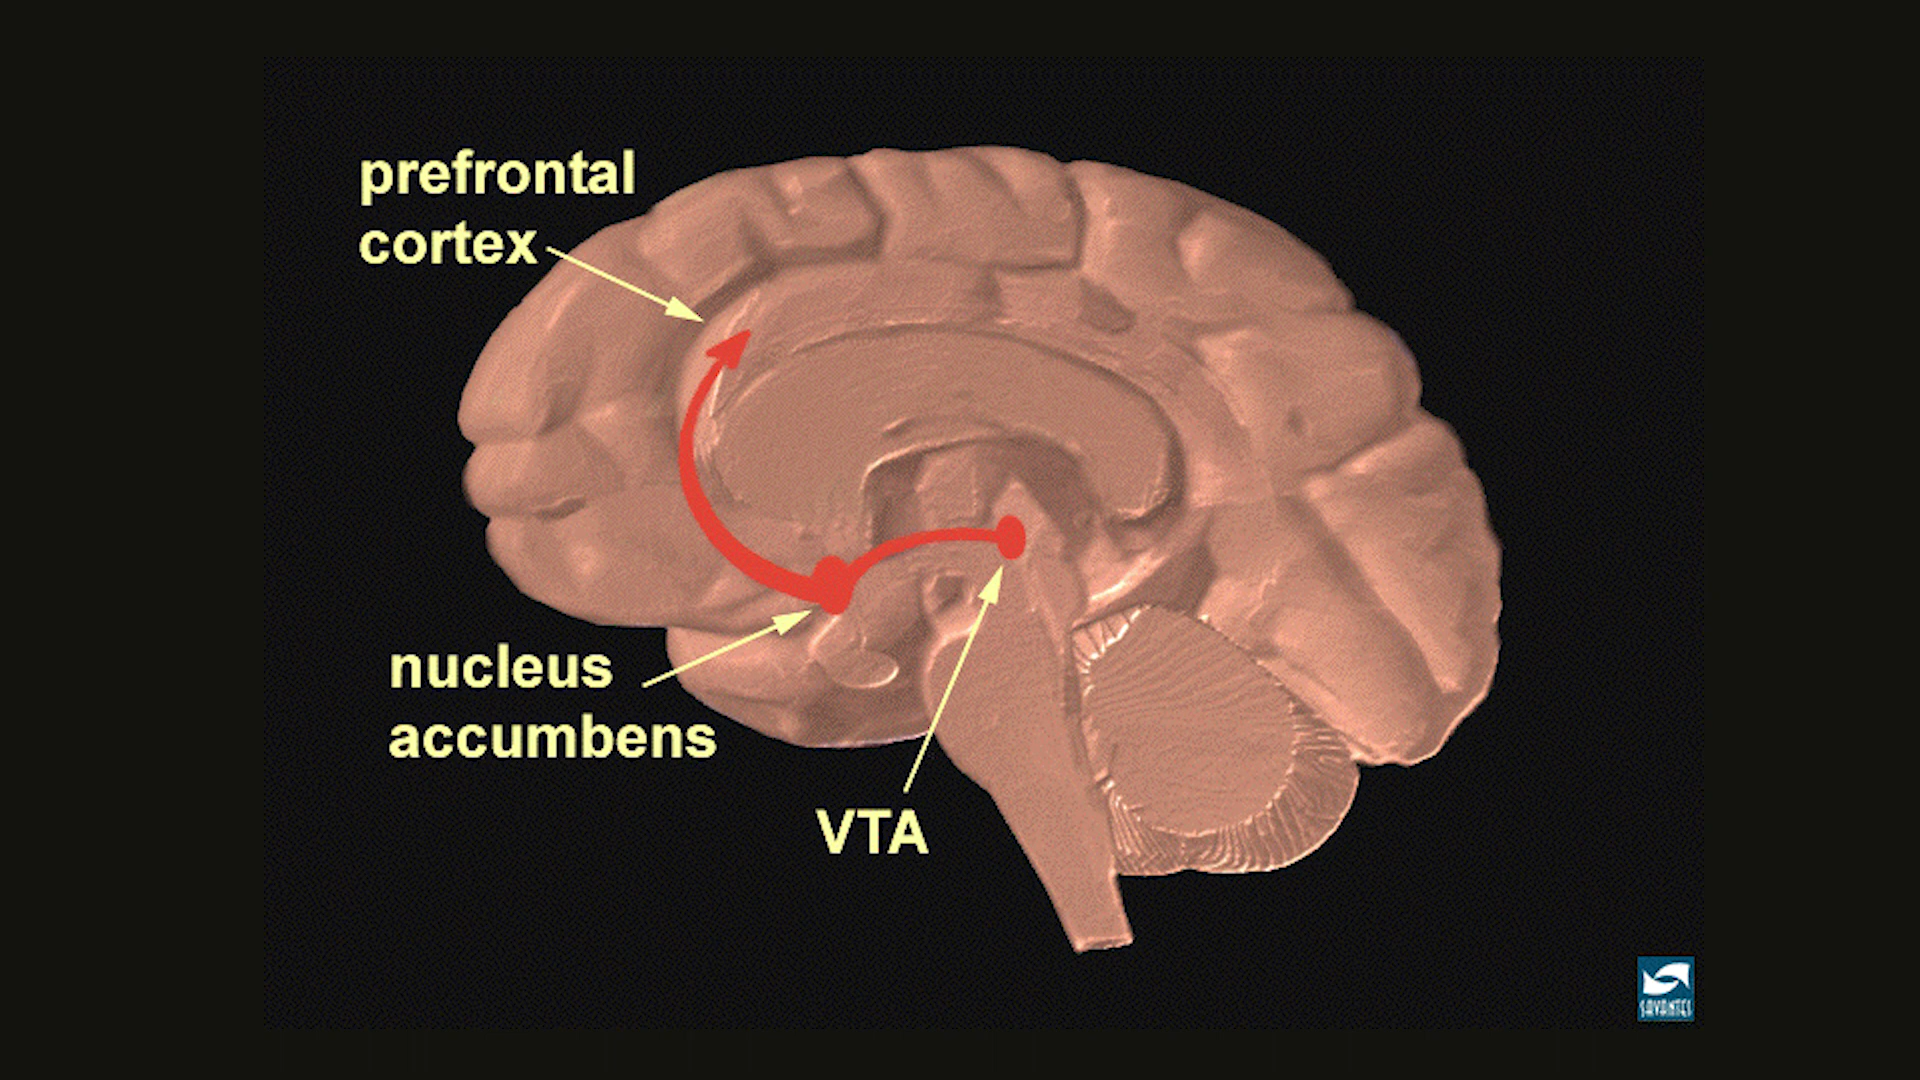 prefrontal
cortex
nucleus
accumbens
VTA
SAVANTES